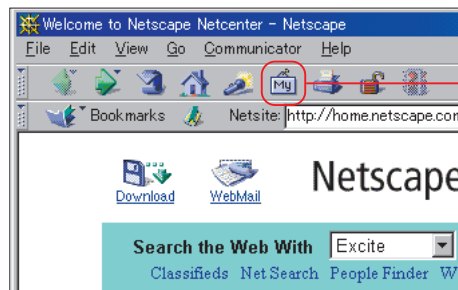 Welcome to Netscape Netcenter - Netscape
File Edit View Go Communicator Help
My
Bookmarks Netsite: http://home.netscape.com
Download WebMail Netscape
Search the Web With Excite
Classifieds Net Search People Finder W